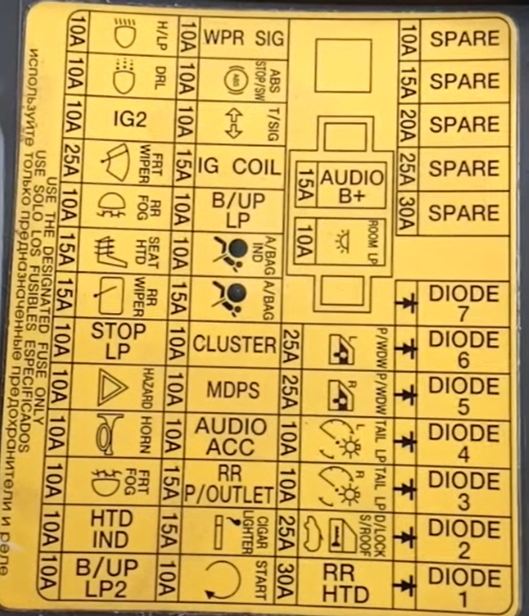 10A H/LP 10A WPR SIG 10A SPARE
10A DRL 10A ABS STOP/SW ABS 15A SPARE
10A IG2 10A T/SIG 20A SPARE
25A FRT WIPER 15A IG COIL 15A AUDIO B+ 25A SPARE
10A RR FOG 10A B/UP LP 30A SPARE
15A SEAT HTD 10A A/BAG IND 10A ROOM LP
15A RR WIPER 15A A/BAG DIODE 7
10A STOP LP 10A CLUSTER 25A L P/WDW DIODE 6
10A HAZARD 10A MDPS 25A R P/WDW DIODE 5
10A HORN 10A AUDIO ACC 10A L TAIL LP DIODE 4
10A FRT FOG 15A RR P/OUTLET 10A R TAIL LP DIODE 3
10A HTD IND 15A CIGAR LIGHTER 25A D/LOCK S/ROOF DIODE 2
10A B/UP LP2 10A START 30A RR HTD DIODE 1
USE THE DESIGNATED FUSE ONLY
USE SOLO LOS FUSIBLES ESPECIFICADOS
используйте только предназначенные предохранители и реле